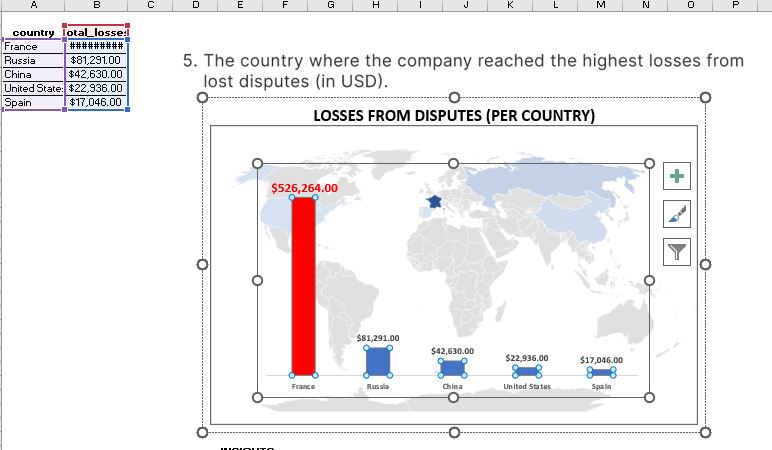 A B C D E F G H I J K L M N O P
country otal_losses
France #########
Russia $81,291.00
China $42,630.00
United State: $22,936.00
Spain $17,046.00
5. The country where the company reached the highest losses from
lost disputes (in USD).
LOSSES FROM DISPUTES (PER COUNTRY)
$526,264.00
$81,291.00
$42,630.00
$22,936.00
$17,046.00
France Russia China United States Spain
INSIGHTS